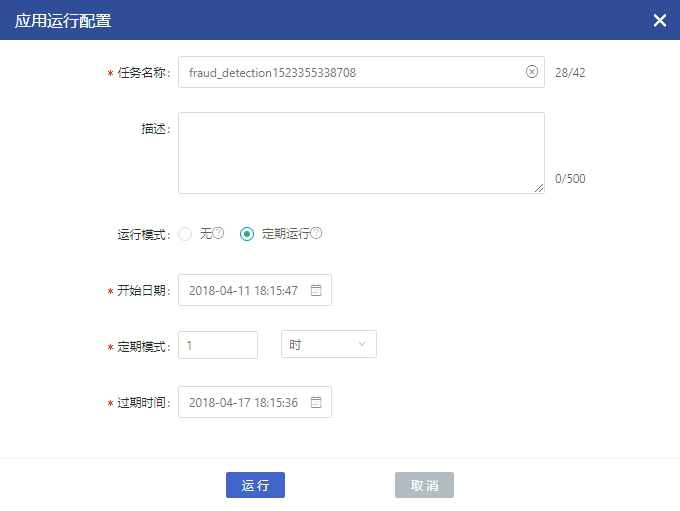 应用运行配置
* 任务名称: fraud_detection1523355338708 28/42
描述:
0/500
运行模式: 无? 定期运行?
* 开始日期: 2018-04-11 18:15:47
* 定期模式: 1 时
* 过期时间: 2018-04-17 18:15:36
运行 取消